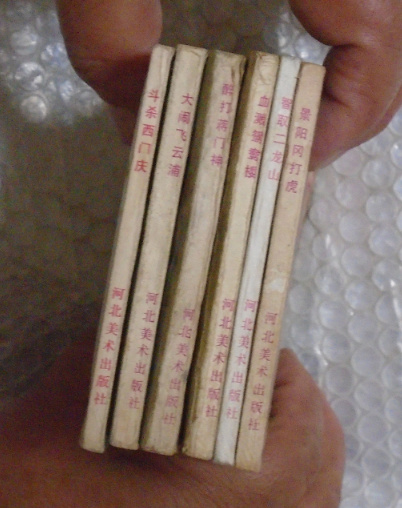 斗杀西门庆
河北美术出版社
大闹飞云浦
河北美术出版社
醉打蒋门神
河北美术出版社
血溅鸳鸯楼
河北美术出版社
智取二龙山
河北美术出版社
景阳冈打虎
河北美术出版社